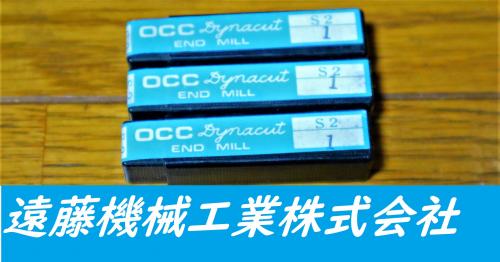 OCC Dynacut
END MILL
S2
1
OCC Dynacut
END MILL
S2
1
OCC Dynacut
END MILL
S2
1
遠藤機械工業株式会社